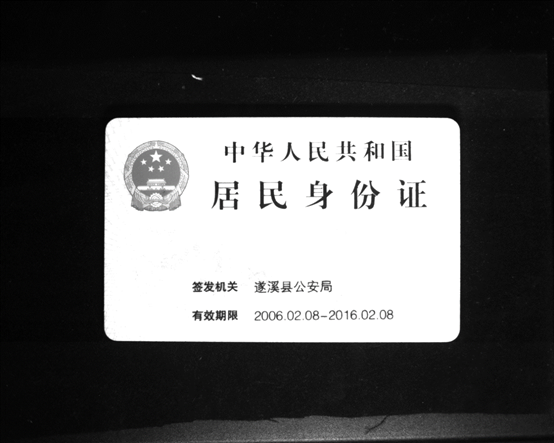 中华人民共和国
居民身份证
签发机关 遂溪县公安局
有效期限 2006.02.08-2016.02.08